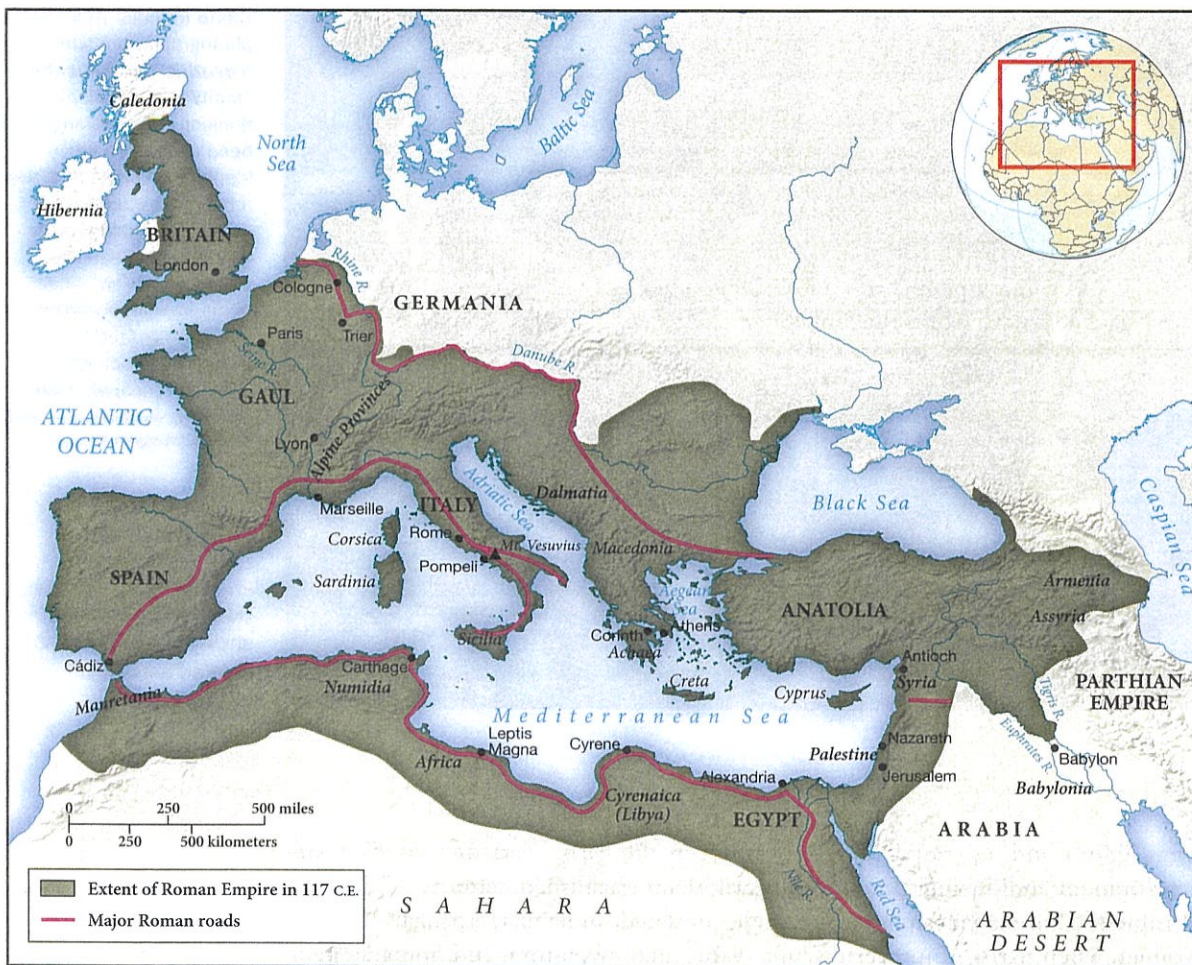 Caledonia
North
Sea
Baltic Sea
Hibernia
BRITAIN
London
Rhine R.
Cologne
GERMANIA
Trier
Paris
Seine R.
Danube R.
GAUL
ATLANTIC
OCEAN
Lyon
Alpine Provinces
Marseille
ITALY
Adriatic Sea
Dalmatia
Black Sea
Caspian Sea
Corsica
Rome
Mt. Vesuvius
Pompeii
Macedonia
SPAIN
Sardinia
Aegean
Sea
ANATOLIA
Armenia
Assyria
Sicilia
Corinth
Athens
Achaea
Cádiz
Carthage
Antioch
Mauretania
Numidia
Creta
Cyprus
Syria
PARTHIAN
EMPIRE
Tigris R.
Mediterranean Sea
Leptis
Magna
Cyrene
Nazareth
Palestine
Euphrates R.
Babylon
Africa
Alexandria
Jerusalem
Babylonia
Cyrenaica
(Libya)
EGYPT
ARABIA
0 250 500 miles
0 250 500 kilometers
Nile R.
Red Sea
Extent of Roman Empire in 117 C.E.
Major Roman roads
SAHARA
ARABIAN
DESERT